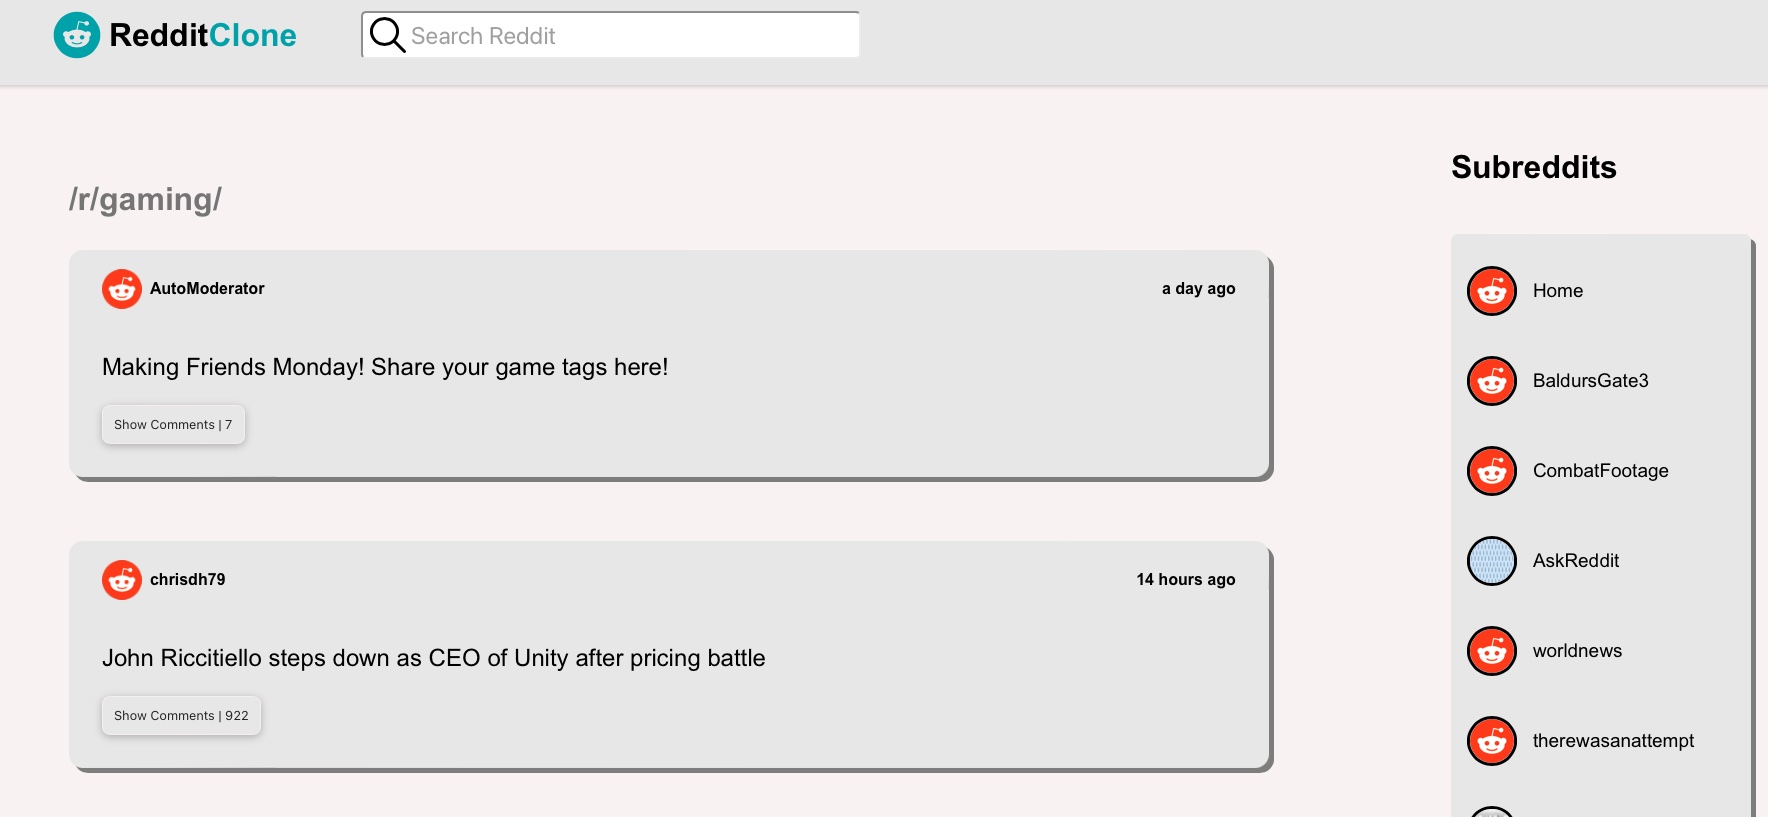 RedditClone
Search Reddit
/r/gaming/
AutoModerator
a day ago
Making Friends Monday! Share your game tags here!
Show Comments | 7
chrisdh79
14 hours ago
John Riccitiello steps down as CEO of Unity after pricing battle
Show Comments | 922
Subreddits
Home
BaldursGate3
CombatFootage
AskReddit
worldnews
therewasanattempt